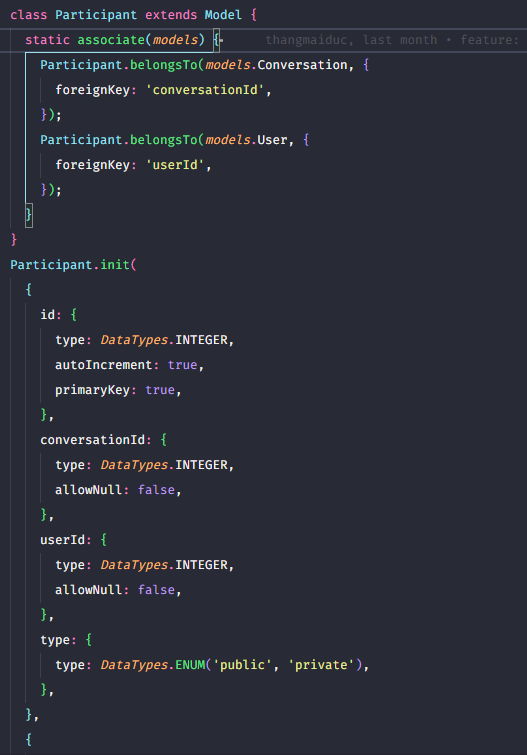 class Participant extends Model {
  static associate(models) {    thangmaiduc, last month • feature:
    Participant.belongsTo(models.Conversation, {
      foreignKey: 'conversationId',
    });
    Participant.belongsTo(models.User, {
      foreignKey: 'userId',
    });
  }
}
Participant.init(
  {
    id: {
      type: DataTypes.INTEGER,
      autoIncrement: true,
      primaryKey: true,
    },
    conversationId: {
      type: DataTypes.INTEGER,
      allowNull: false,
    },
    userId: {
      type: DataTypes.INTEGER,
      allowNull: false,
    },
    type: {
      type: DataTypes.ENUM('public', 'private'),
    },
  },
  {